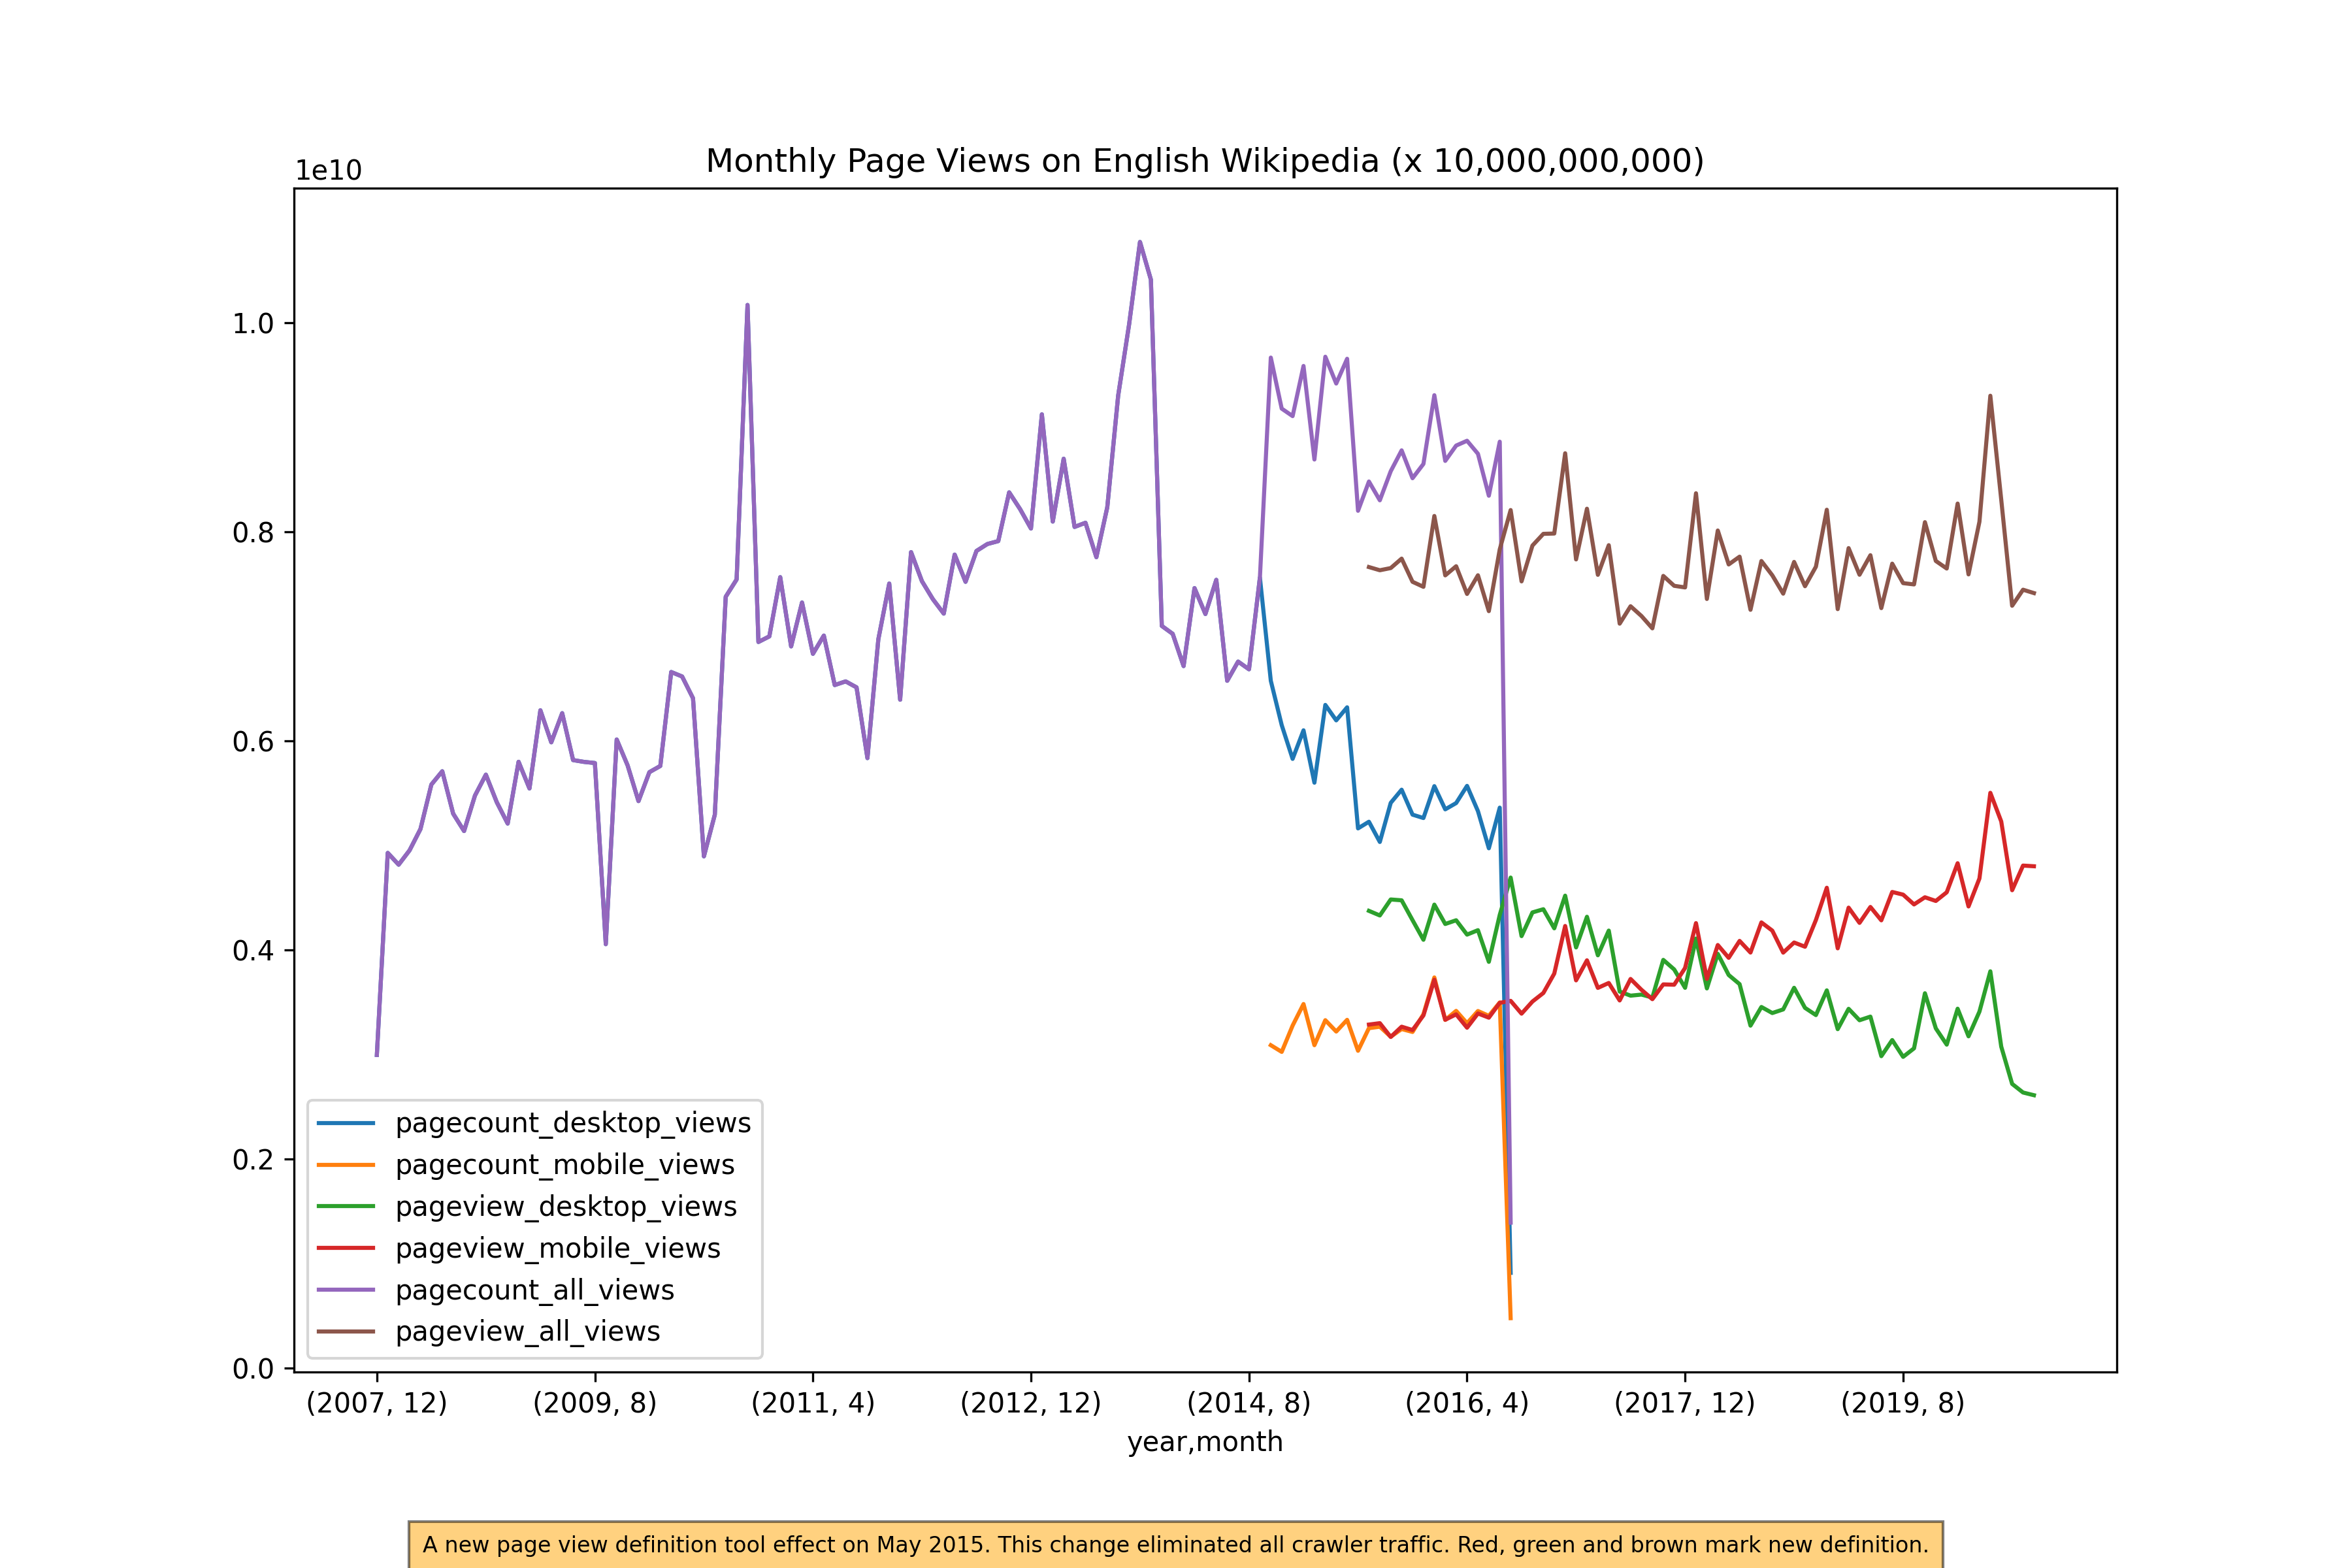 Monthly Page Views on English Wikipedia (x 10,000,000,000)
1e10
1.0
0.8
0.6
0.4
0.2
0.0
pagecount_desktop_views
pagecount_mobile_views
pageview_desktop_views
pageview_mobile_views
pagecount_all_views
pageview_all_views
(2007, 12) (2009, 8) (2011, 4) (2012, 12) (2014, 8) (2016, 4) (2017, 12) (2019, 8)
year,month
A new page view definition tool effect on May 2015. This change eliminated all crawler traffic. Red, green and brown mark new definition.